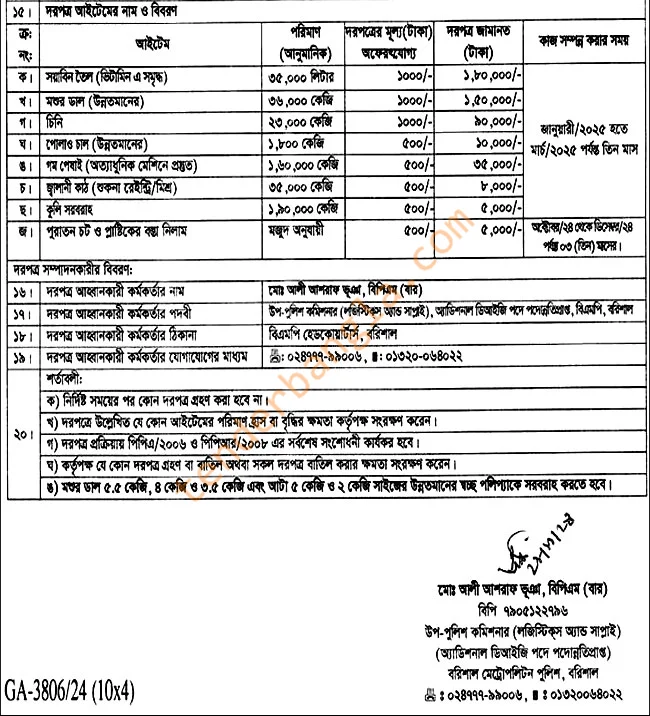 ১৫। দরপত্র আইটেমের নাম ও বিবরণ
ক্র: নং: আইটেম পরিমাণ (আনুমানিক) দরপত্রের মূল্য(টাকা) অফেরৎযোগ্য দরপত্র জামানত (টাকা) কাজ সম্পন্ন করার সময়
ক। সয়াবিন তৈল (ভিটামিন এ সমৃদ্ধ) ৩৫,০০০ লিটার ১০০০/- ১,৮০,০০০/- জানুয়ারী/২০২৫ হতে মার্চ/২০২৫ পর্যন্ত তিন মাস
খ। মশুর ডাল (উন্নতমানের) ৩৬,০০০ কেজি ১০০০/- ১,৫০,০০০/-
গ। চিনি ২৩,০০০ কেজি ১০০০/- ৯০,০০০/-
ঘ। পোলাও চাল (উন্নতমানের) ১,৮০০ কেজি ৫০০/- ১০,০০০/-
ঙ। গম পেষাই (অত্যাধুনিক মেশিনে প্রস্তুত) ১,৬০,০০০ কেজি ৫০০/- ৩৫,০০০/-
চ। জ্বালানী কাঠ (শুকনা রেইন্ট্রি/মিশ্র) ৩৫,০০০ কেজি ৫০০/- ৮,০০০/-
ছ। কুলি সরবরাহ ১,৯০,০০০ কেজি ৫০০/- ৫,০০০/-
জ। পুরাতন চট ও প্লাষ্টিকের বস্তা নিলাম মজুদ অনুযায়ী ৫০০/- ৫,০০০/- অক্টোবর/২৪ থেকে ডিসেম্বর/২৪ পর্যন্ত ০৩ (তিন) মাসের।
দরপত্র সম্পাদনকারীর বিবরণ:
১৬। দরপত্র আহ্বানকারী কর্মকর্তার নাম মোঃ আলী আশরাফ ভূঞা, বিপিএম (বার)
১৭। দরপত্র আহ্বানকারী কর্মকর্তার পদবী উপ-পুলিশ কমিশনার (লজিস্টিকস্ অ্যান্ড সাপ্লাই), অ্যাডিশনাল ডিআইজি পদে পদোন্নতিপ্রাপ্ত, বিএমপি, বরিশাল
১৮। দরপত্র আহ্বানকারী কর্মকর্তার ঠিকানা বিএমপি হেডকোয়ার্টার্স, বরিশাল
১৯। দরপত্র আহ্বানকারী কর্মকর্তার যোগাযোগের মাধ্যম ☎: ০২৪৭৭৭-৯৯০০৬, 📱: ০১৩২০-০৬৪০২২
২০। শর্তাবলী:
ক) নির্দিষ্ট সময়ের পর কোন দরপত্র গ্রহণ করা হবে না।
খ) দরপত্রে উল্লেখিত যে কোন আইটেমের পরিমাণ হ্রাস বা বৃদ্ধির ক্ষমতা কর্তৃপক্ষ সংরক্ষণ করেন।
গ) দরপত্র প্রক্রিয়ায় পিপিএ/২০০৬ ও পিপিআর/২০০৮ এর সর্বশেষ সংশোধনী কার্যকর হবে।
ঘ) কর্তৃপক্ষ যে কোন দরপত্র গ্রহণ বা বাতিল অথবা সকল দরপত্র বাতিল করার ক্ষমতা সংরক্ষণ করেন।
ঙ) মশুর ডাল ৫.৫ কেজি, ৪ কেজি ও ৩.৫ কেজি এবং আটা ৫ কেজি ও ২ কেজি সাইজের উন্নতমানের স্বচ্ছ পলিপ্যাকে সরবরাহ করতে হবে।
tenderbangla.com
মোঃ আলী আশরাফ ভূঞা, বিপিএম (বার)
বিপি ৭৯০৫১২২৭৯৬
উপ-পুলিশ কমিশনার (লজিস্টিক্স অ্যান্ড সাপ্লাই)
(অ্যাডিশনাল ডিআইজি পদে পদোন্নতিপ্রাপ্ত)
বরিশাল মেট্রোপলিটন পুলিশ, বরিশাল
☎: ০২৪৭৭৭-৯৯০০৬, 📱: ০১৩২০০৬৪০২২
GA-3806/24 (10x4)